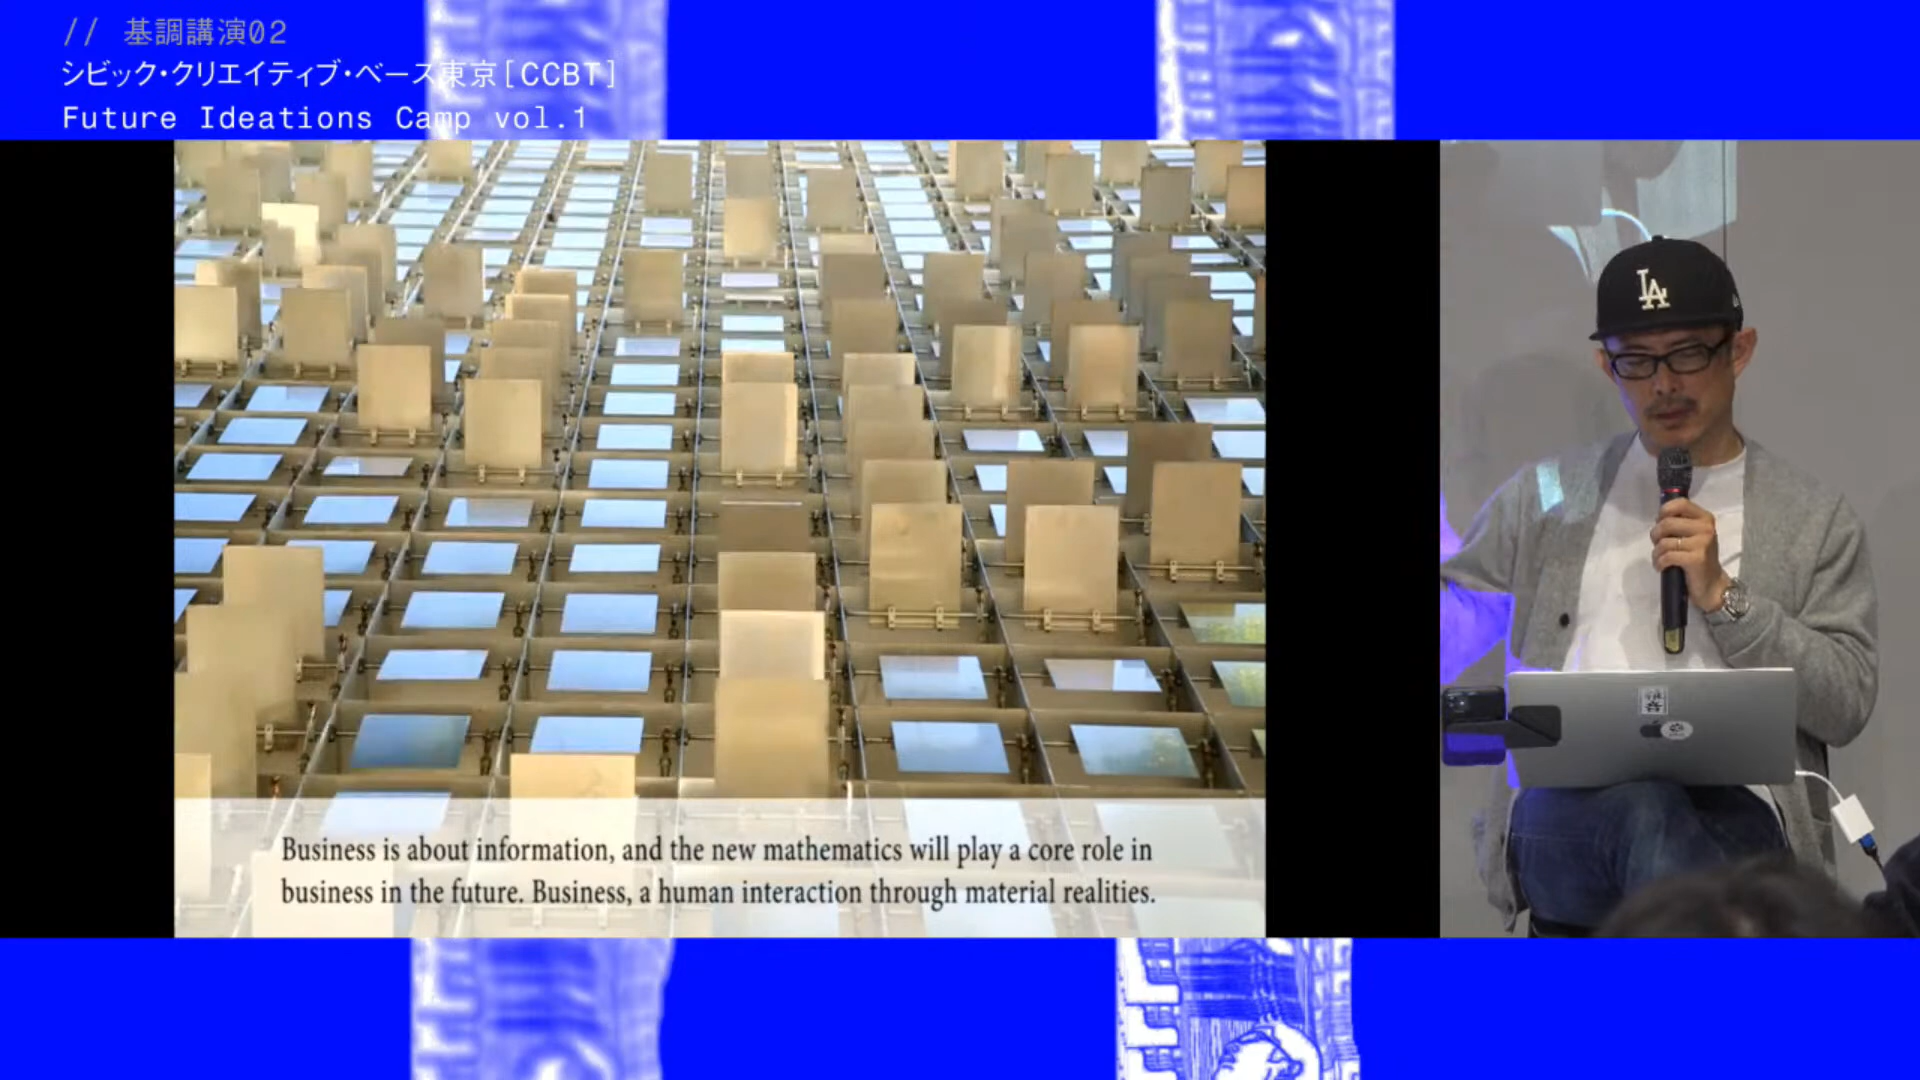 // 基調講演02
シビック・クリエイティブ・ベース東京[CCBT]
Future Ideations Camp vol.1
LA
Business is about information, and the new mathematics will play a core role in
business in the future. Business, a human interaction through material realities.